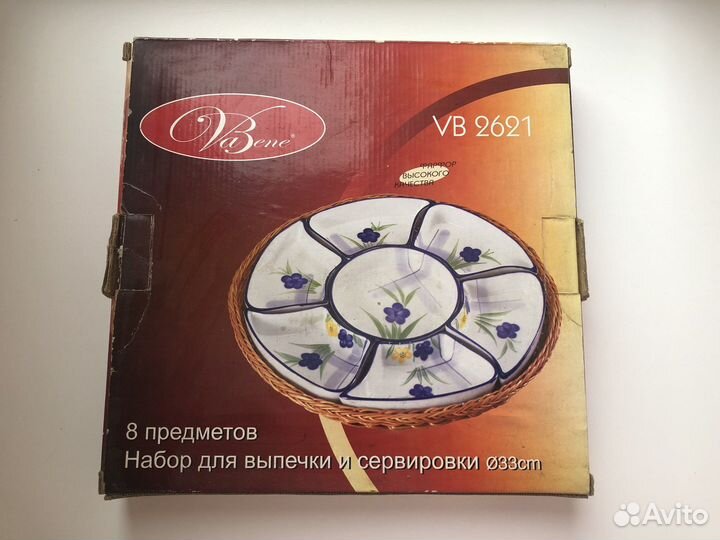 VaBene®
VB 2621
ФАРФОР
ВЫСОКОГО
КАЧЕСТВА
8 предметов
Набор для выпечки и сервировки Ø33cm
Avito